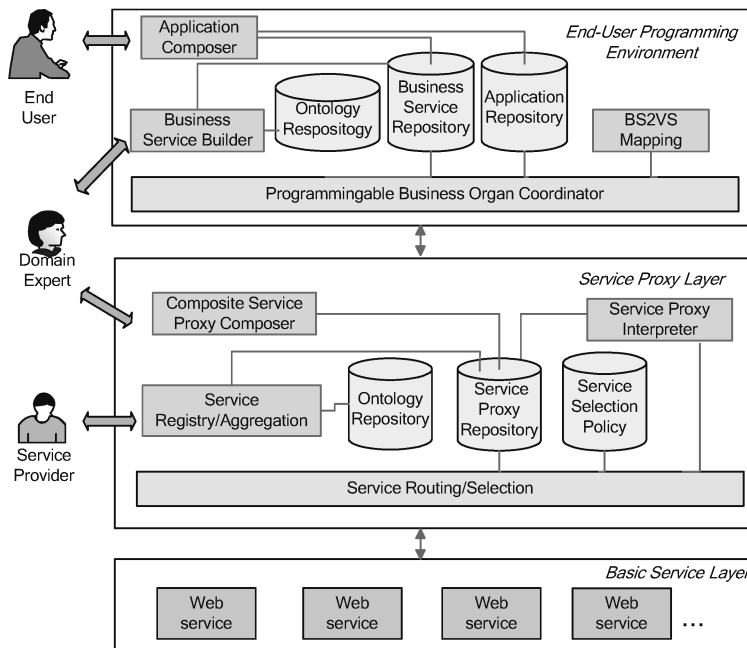 End
User
Application
Composer
End-User Programming
Environment
Business
Service Builder
Ontology
Respositogy
Business
Service
Repository
Application
Repository
BS2VS
Mapping
Programmingable Business Organ Coordinator
Domain
Expert
Service Proxy Layer
Composite Service
Proxy Composer
Service Proxy
Interpreter
Service
Registry/Aggregation
Ontology
Repository
Service
Proxy
Repository
Service
Selection
Policy
Service
Provider
Service Routing/Selection
Basic Service Layer
Web
service
Web
service
Web
service
Web
service
...